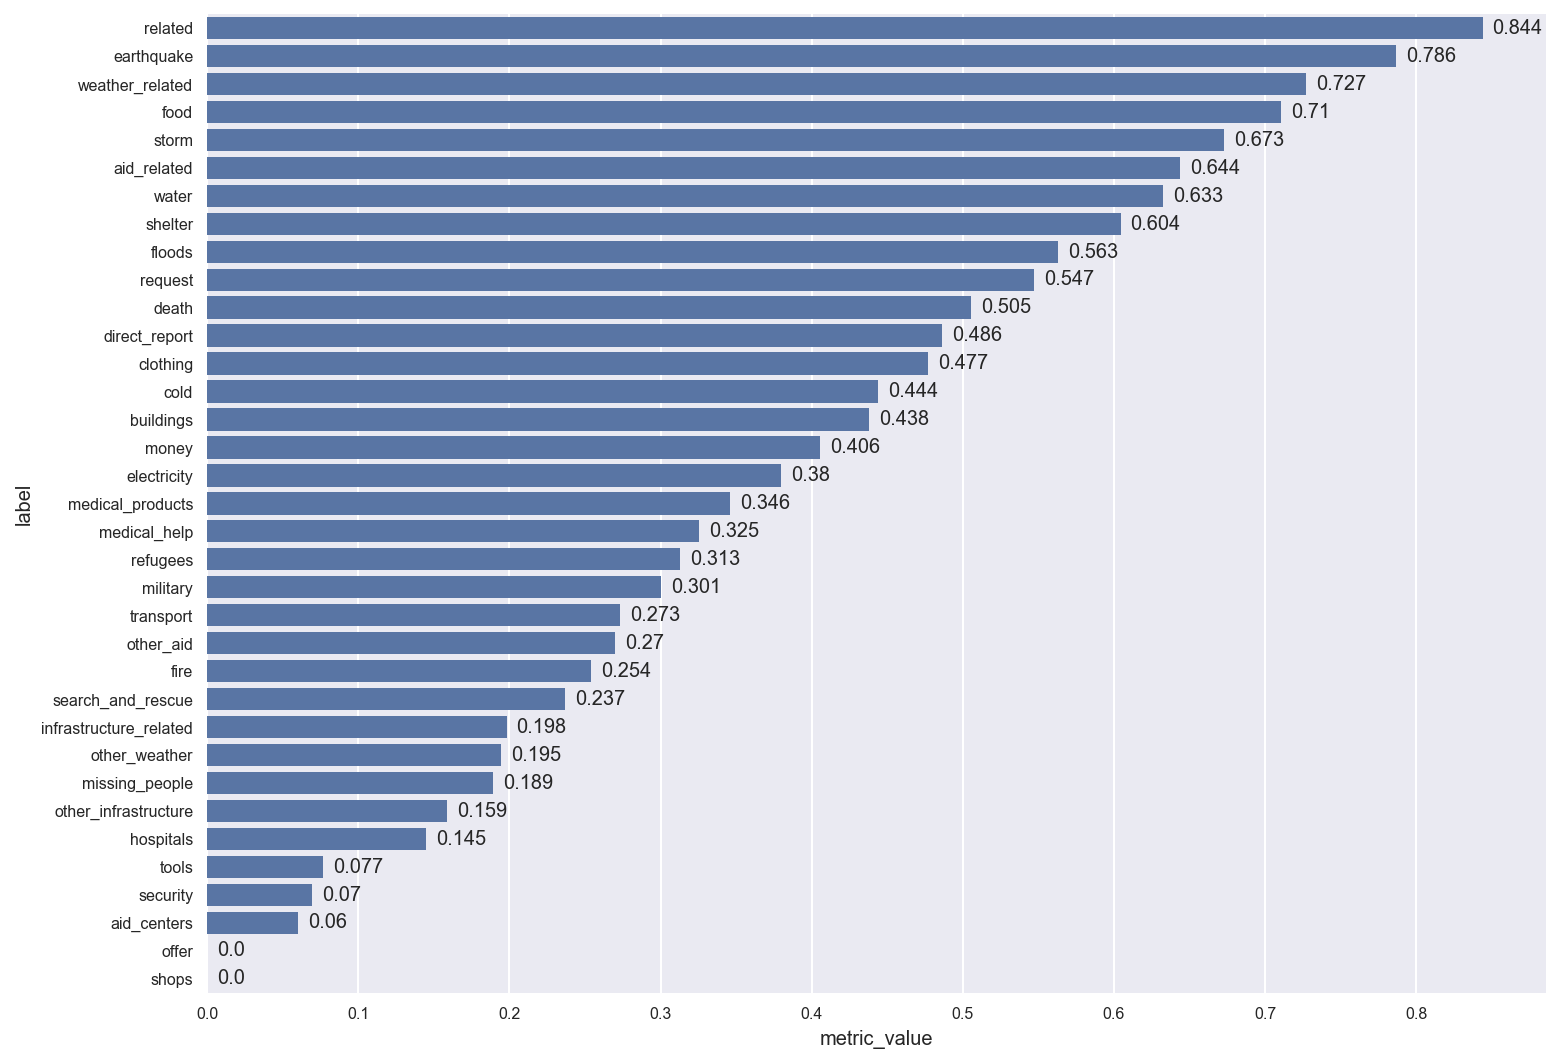 related 0.844
earthquake 0.786
weather_related 0.727
food 0.71
storm 0.673
aid_related 0.644
water 0.633
shelter 0.604
floods 0.563
request 0.547
death 0.505
direct_report 0.486
clothing 0.477
cold 0.444
buildings 0.438
money 0.406
electricity 0.38
medical_products 0.346
medical_help 0.325
refugees 0.313
military 0.301
transport 0.273
other_aid 0.27
fire 0.254
search_and_rescue 0.237
infrastructure_related 0.198
other_weather 0.195
missing_people 0.189
other_infrastructure 0.159
hospitals 0.145
tools 0.077
security 0.07
aid_centers 0.06
offer 0.0
shops 0.0
label
0.0 0.1 0.2 0.3 0.4 0.5 0.6 0.7 0.8
metric_value